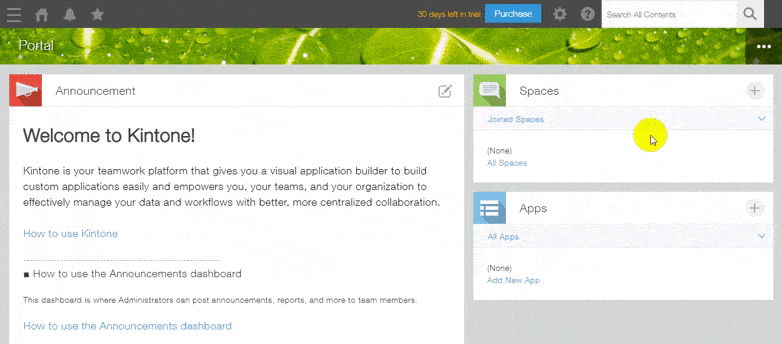 30 days left in trial
Purchase
Search All Contents
Portal
Announcement
Welcome to Kintone!
Kintone is your teamwork platform that gives you a visual application builder to build
custom applications easily and empowers you, your teams, and your organization to
effectively manage your data and workflows with better, more centralized collaboration.
How to use Kintone
----------------------------------------
■ How to use the Announcements dashboard
This dashboard is where Administrators can post announcements, reports, and more to team members.
How to use the Announcements dashboard
Spaces
Joined Spaces
(None)
All Spaces
Apps
All Apps
(None)
Add New App